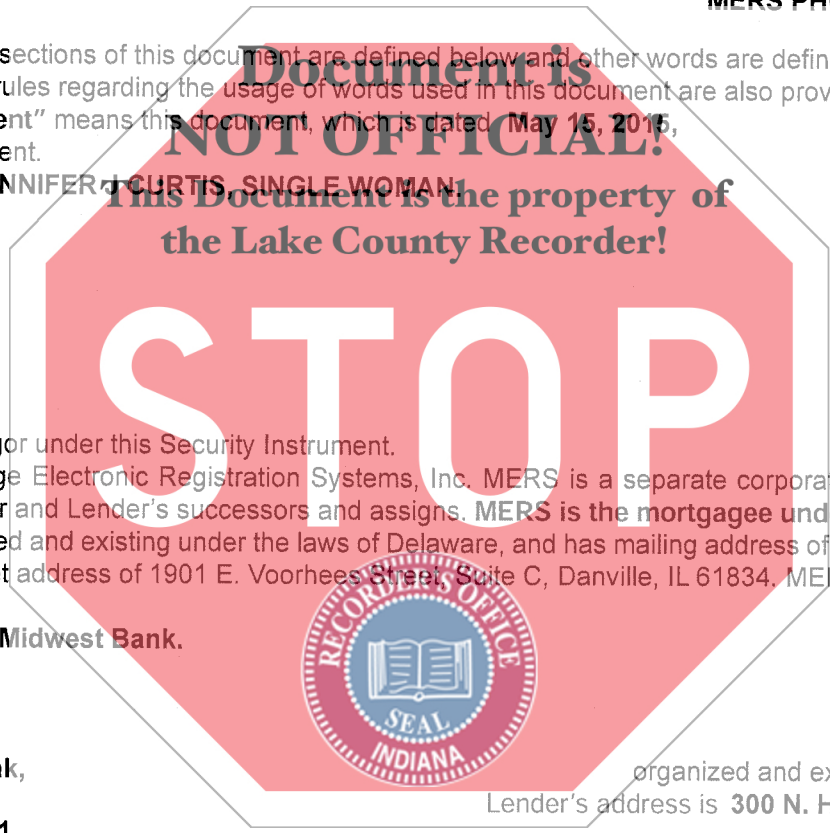 MERS PH
Document is
sections of this document are defined below and other words are defin
rules regarding the usage of words used in this document are also prov
ent" means this document, which is dated May 15, 2015,
NOT OFFICIAL!
ent.
NNIFER J CURTIS, SINGLE WOMAN.
This Document is the property of
the Lake County Recorder!
STOP
gor under this Security Instrument.
ge Electronic Registration Systems, Inc. MERS is a separate corporat
r and Lender's successors and assigns. MERS is the mortgagee und
ed and existing under the laws of Delaware, and has mailing address of
t address of 1901 E. Voorhees Street, Suite C, Danville, IL 61834. MER
RECORDER'S OFFICE
Midwest Bank.
SEAL
INDIANA
k,
organized and ex
Lender's address is 300 N. H
1